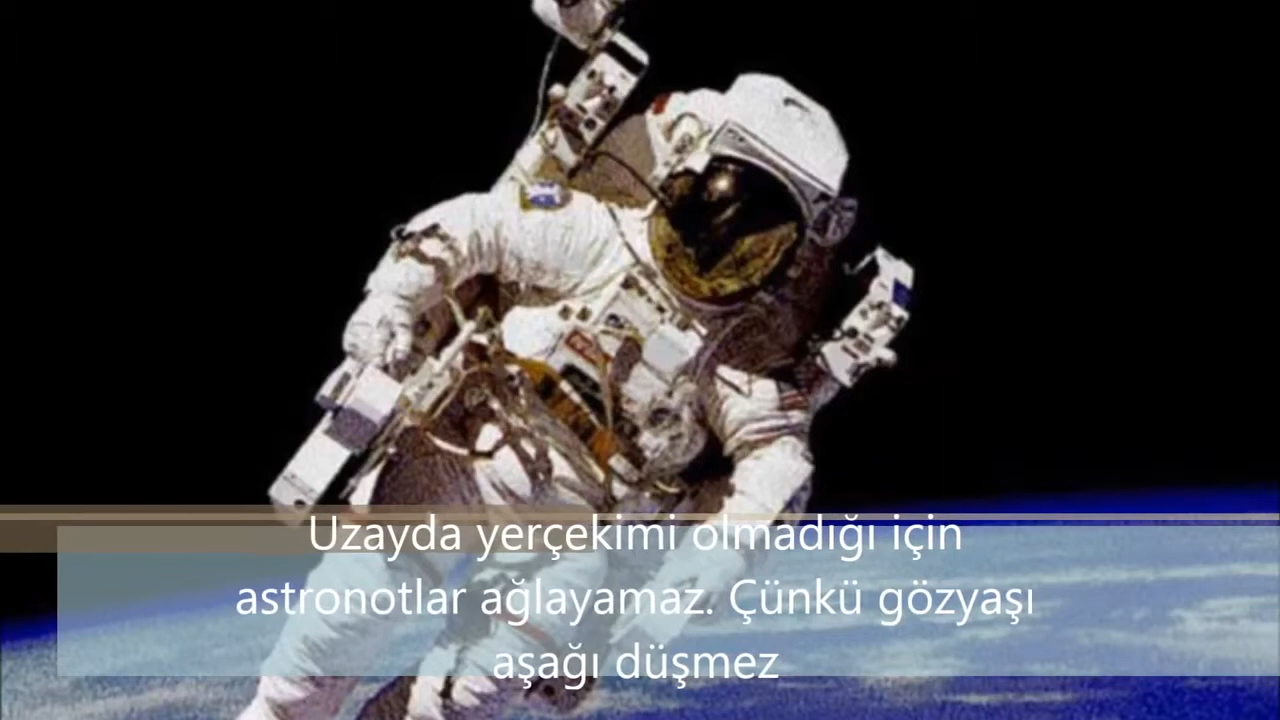 Uzayda yerçekimi olmadığı için
astronotlar ağlayamaz. Çünkü gözyaşı
aşağı düşmez